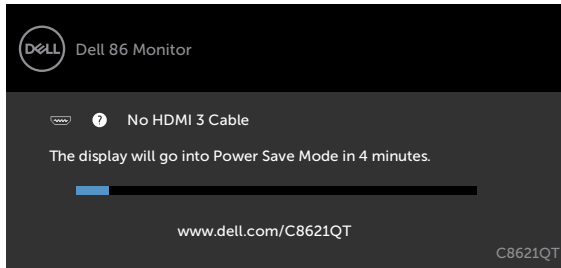 DELL
Dell 86 Monitor
? No HDMI 3 Cable
The display will go into Power Save Mode in 4 minutes.
www.dell.com/C8621QT
C8621QT